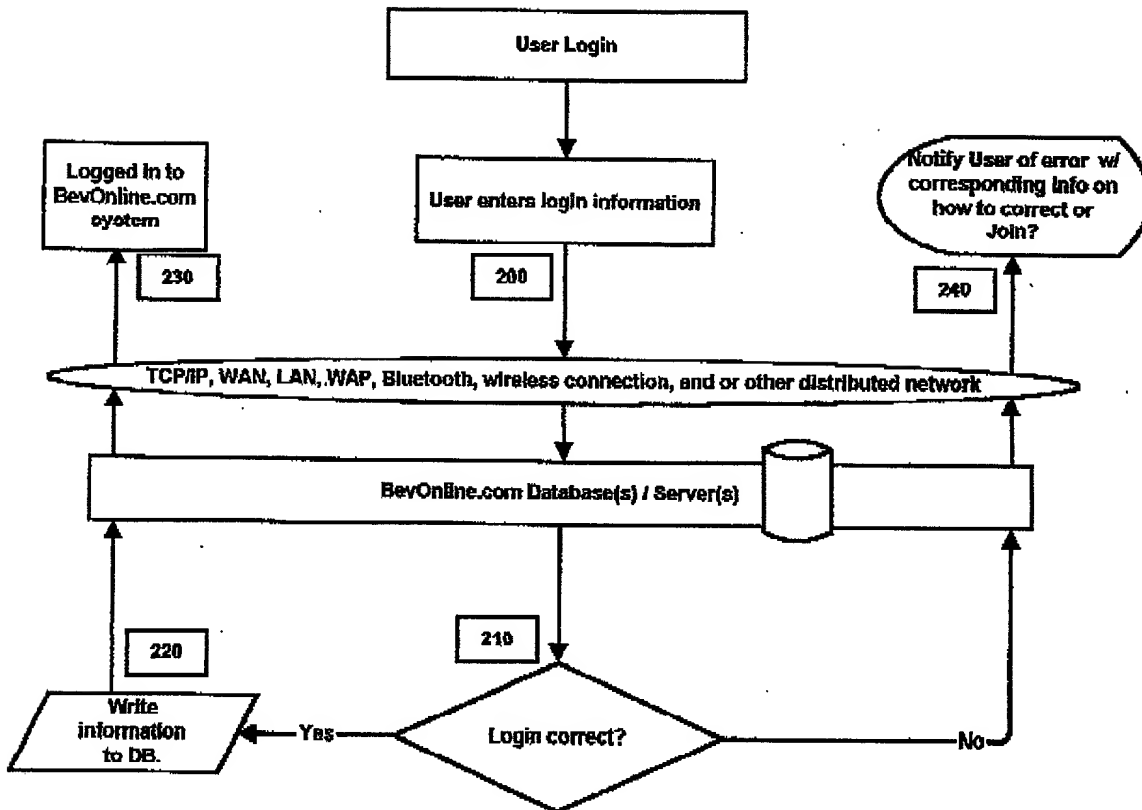 User Login
Logged in to
BevOnline.com
system
User enters login information
Notify User of error w/
corresponding info on
how to correct or
Join?
230
200
240
TCP/IP, WAN, LAN, WAP, Bluetooth, wireless connection, and or other distributed network
BevOnline.com Database(s) / Server(s)
220
210
Write
information
to DB.
Yes
Login correct?
No